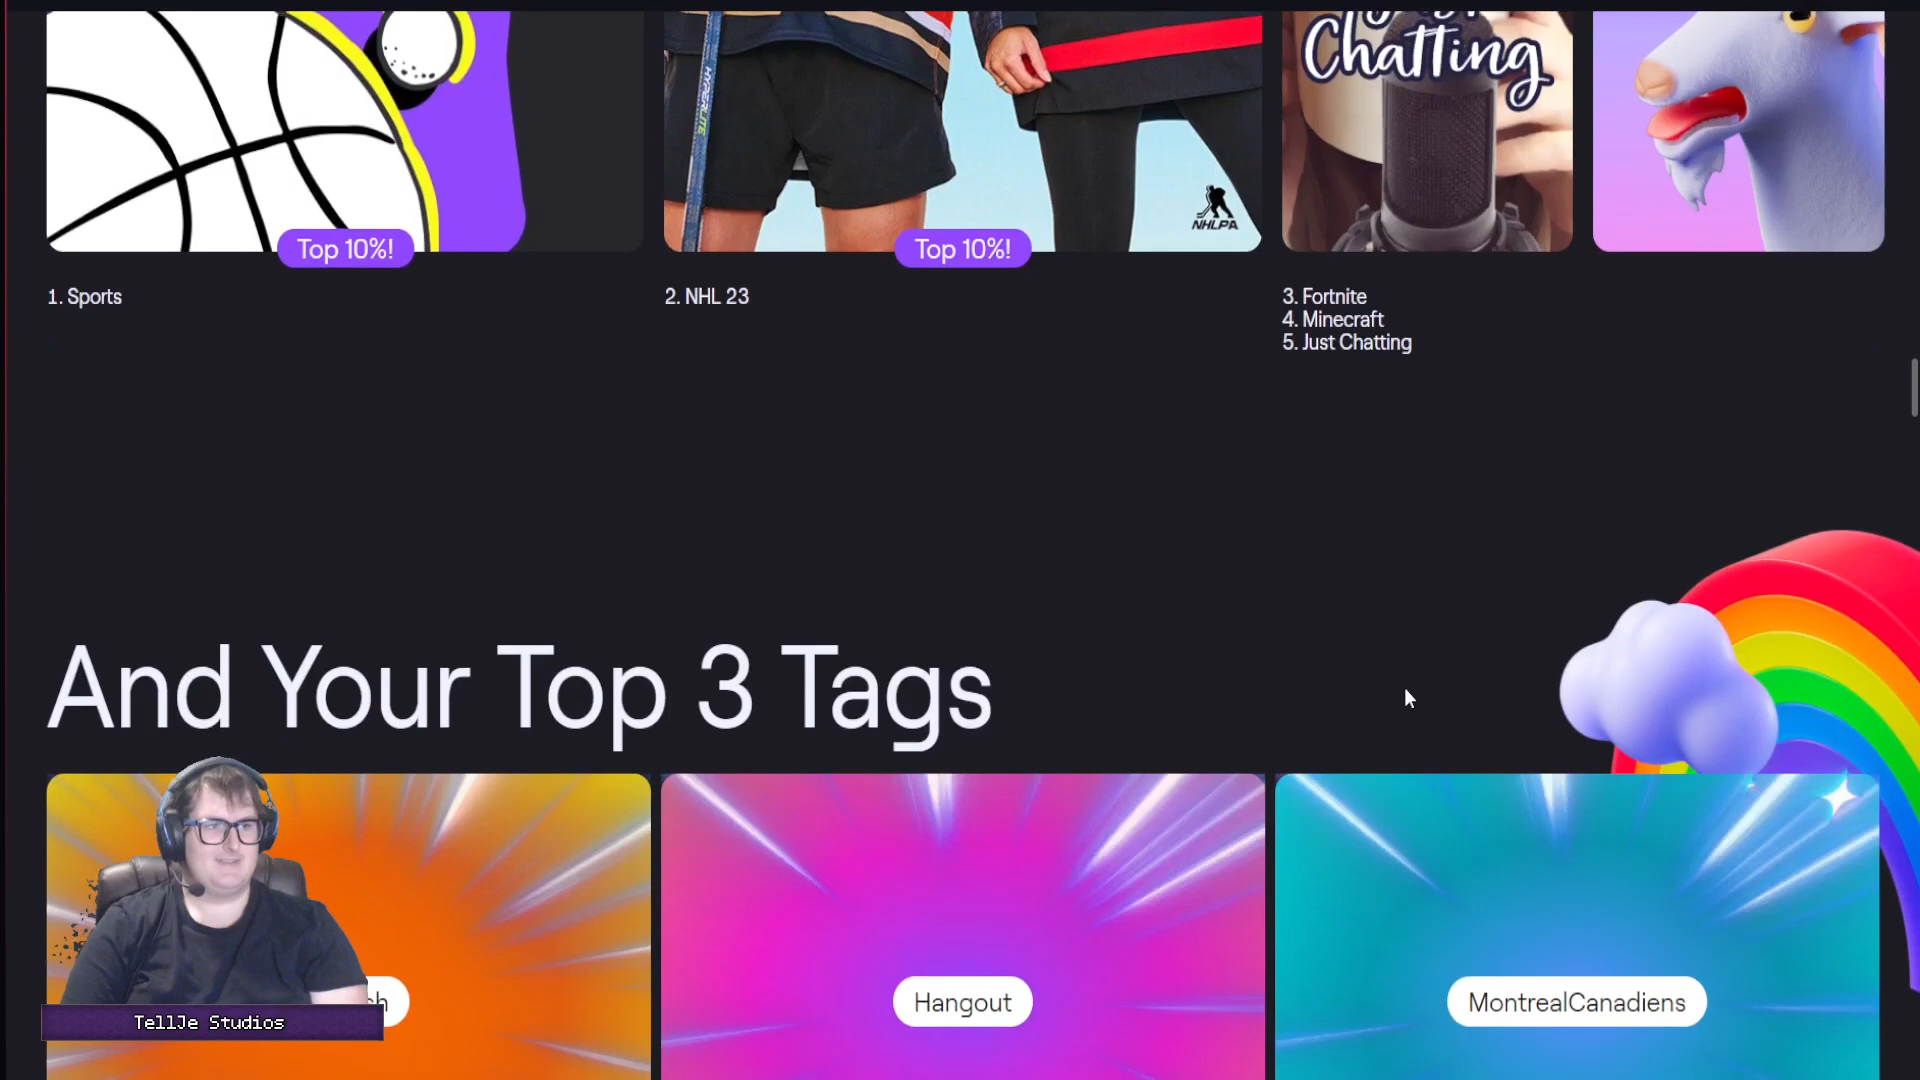 Chatting
HYPERLITE
NHLPA
Top 10%!
Top 10%!
1. Sports
2. NHL 23
3. Fortnite
4. Minecraft
5. Just Chatting
And Your Top 3 Tags
Hangout
MontrealCanadiens
TellJe Studios